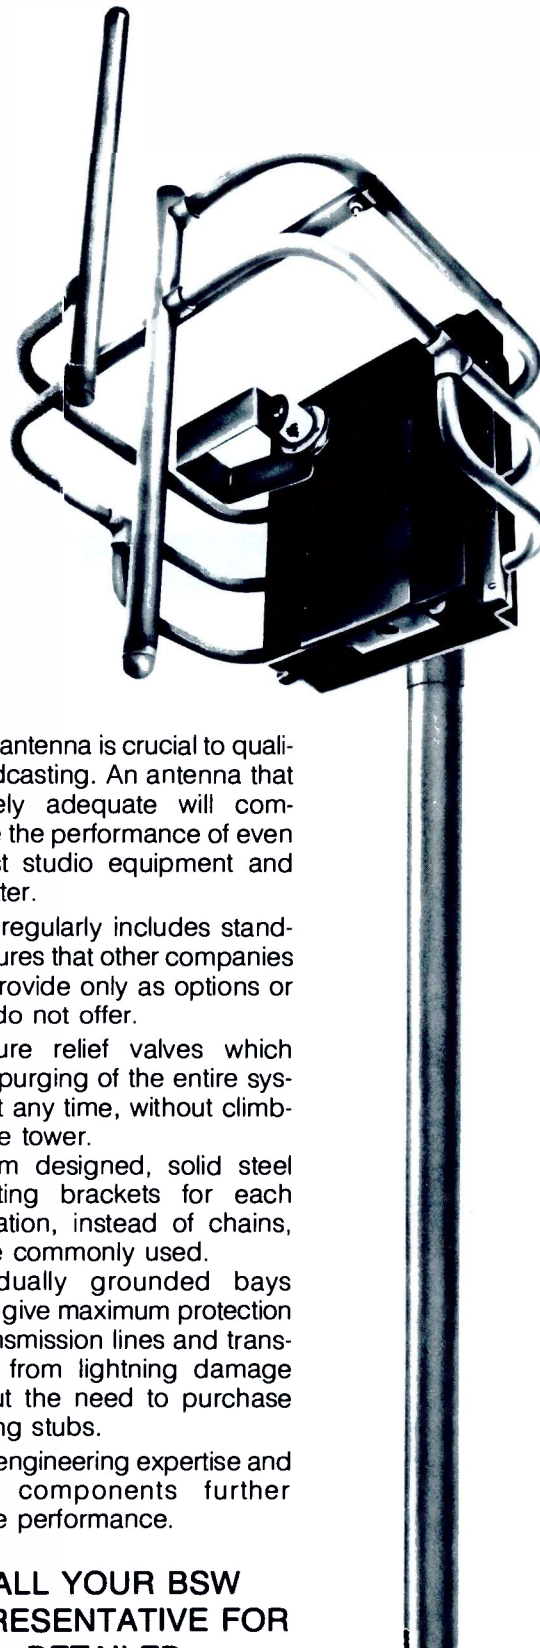 antenna is crucial to quali-
dcasting. An antenna that
ely adequate will com-
e the performance of even
st studio equipment and
ter.
regularly includes stand-
ures that other companies
rovide only as options or
do not offer.
ure relief valves which
purging of the entire sys-
t any time, without climb-
e tower.
m designed, solid steel
ting brackets for each
ation, instead of chains,
e commonly used.
dually grounded bays
give maximum protection
nsmission lines and trans-
from lightning damage
ut the need to purchase
ng stubs.
engineering expertise and
components further
e performance.
ALL YOUR BSW
RESENTATIVE FOR
DETAILED